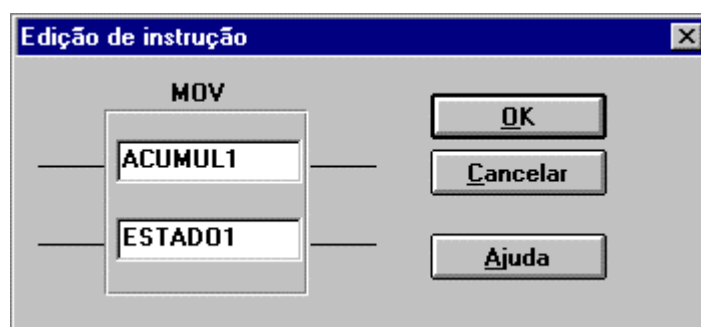 Edição de instrução
MOV
ACUMUL1
ESTADO1
OK
Cancelar
Ajuda